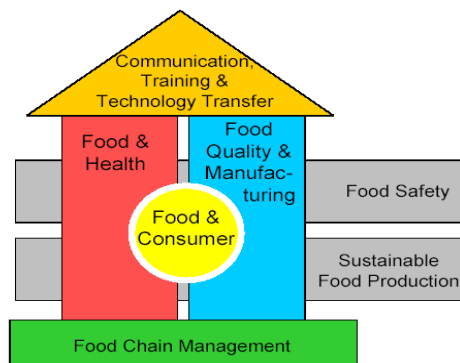 Communication,
Training &
Technology Transfer
Food &
Health
Food
Quality &
Manufac-
turing
Food Safety
Food &
Consumer
Sustainable
Food Production
Food Chain Management